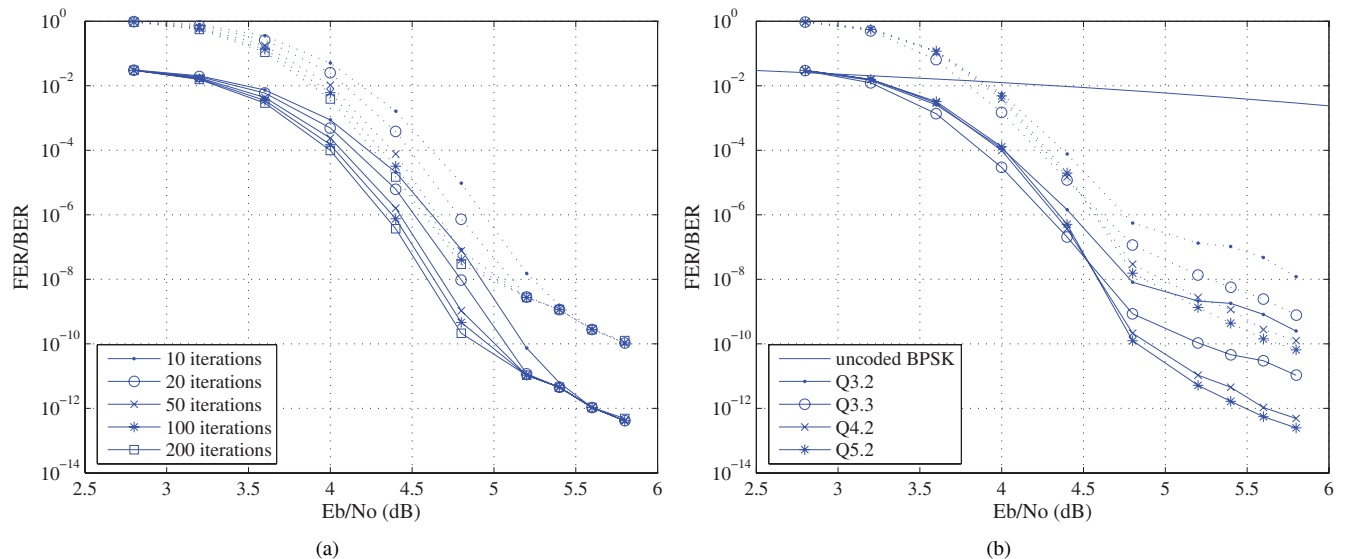 10^0
10^-2
10^-4
10^-6
10^-8
10^-10
10^-12
10^-14
FER/BER
10 iterations
20 iterations
50 iterations
100 iterations
200 iterations
2.5 3 3.5 4 4.5 5 5.5 6
Eb/No (dB)
(a)
10^0
10^-2
10^-4
10^-6
10^-8
10^-10
10^-12
10^-14
FER/BER
uncoded BPSK
Q3.2
Q3.3
Q4.2
Q5.2
2.5 3 3.5 4 4.5 5 5.5 6
Eb/No (dB)
(b)